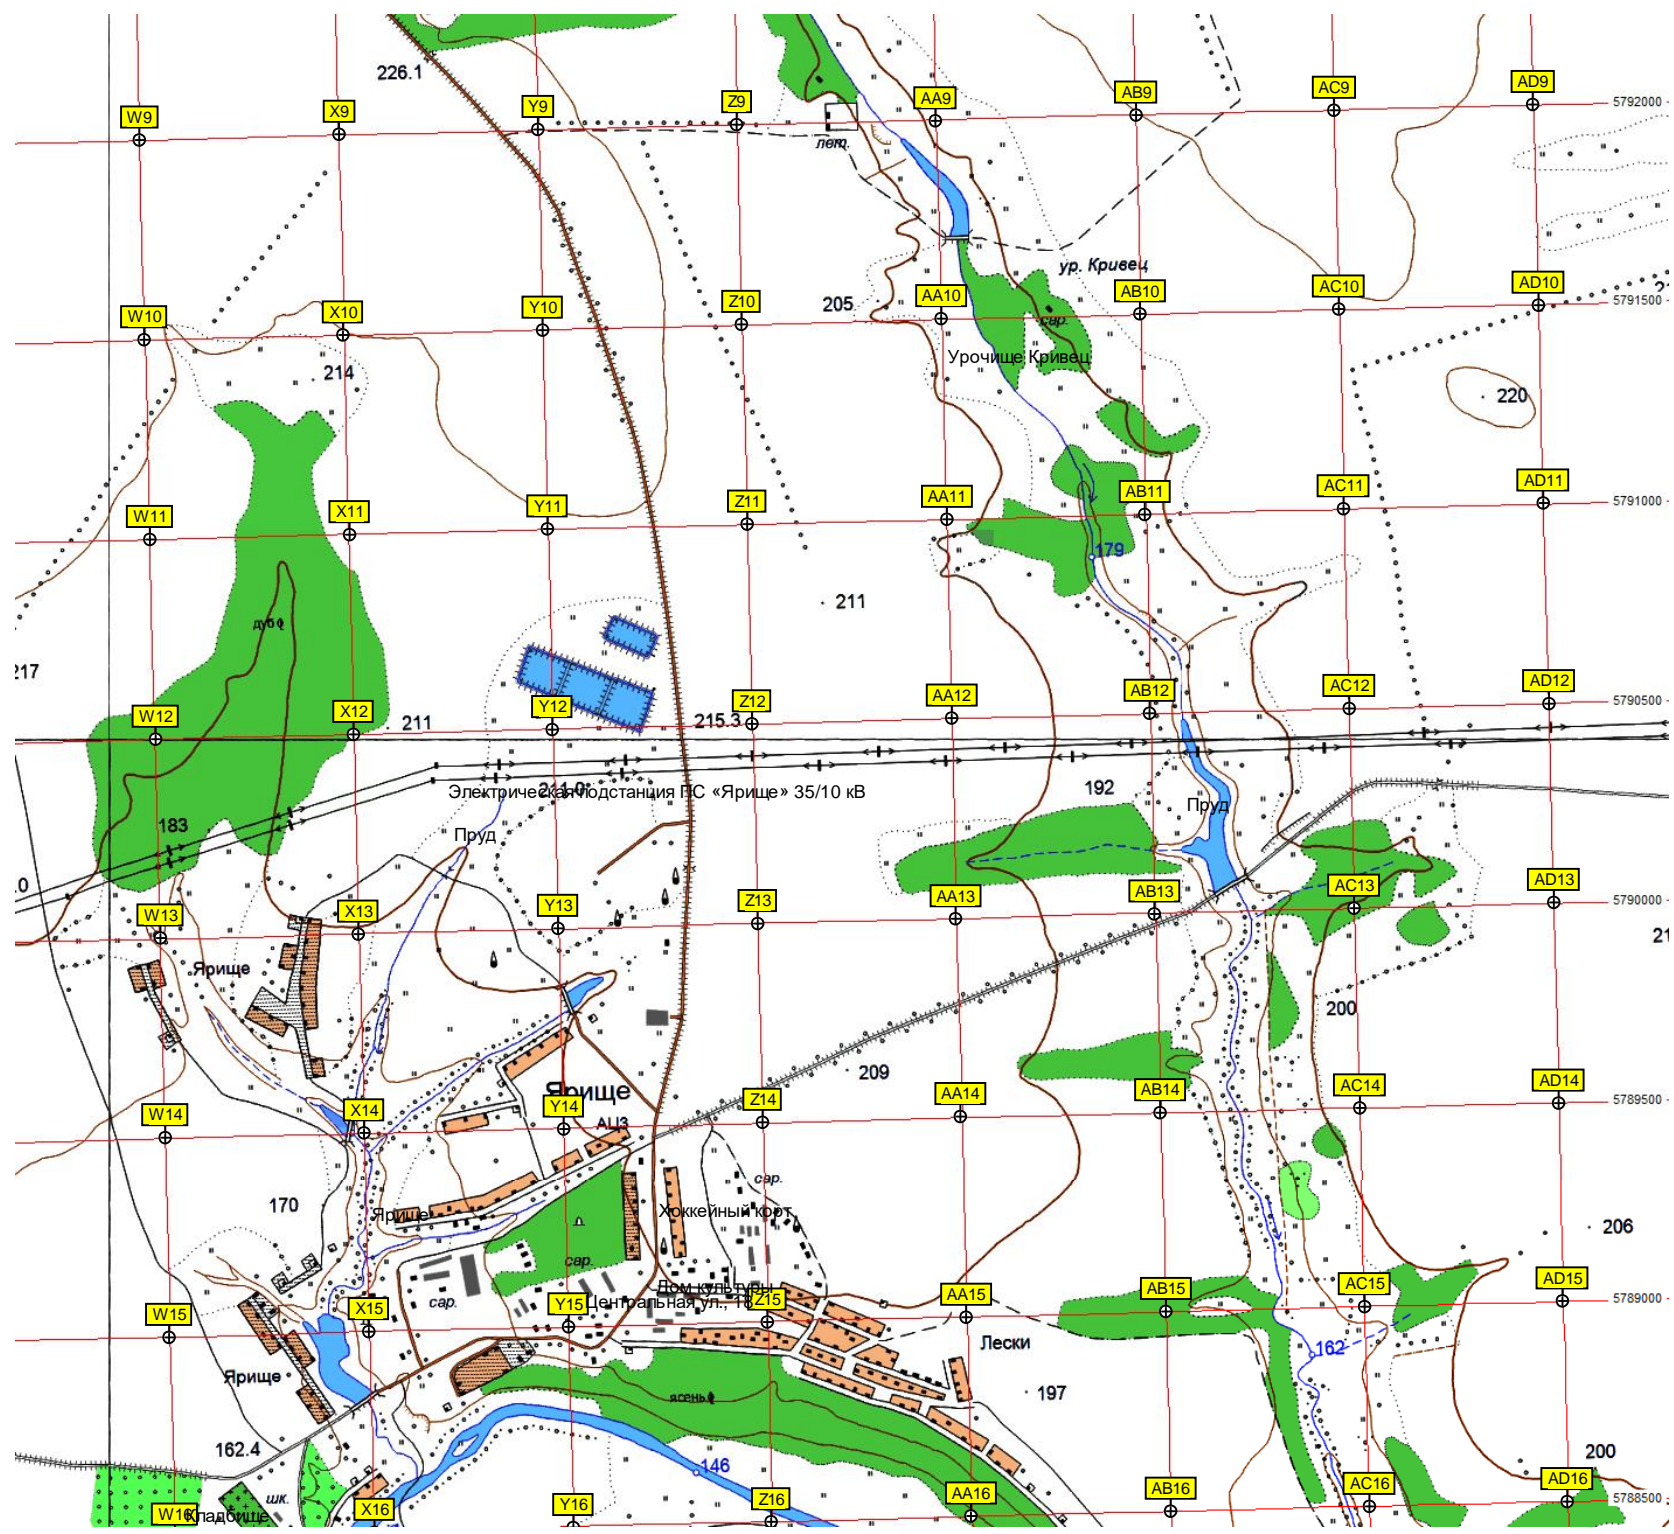 226.1
W9 X9 Y9 Z9 AA9 AB9 AC9 AD9 5792000
лет.
ур. Кривец
205
W10 X10 Y10 Z10 AA10 AB10 AC10 AD10 5791500
сар.
Урочище Кривец
214
220
W11 X11 Y11 Z11 AA11 AB11 AC11 AD11 5791000
179
211
дуб
217
W12 X12 Y12 Z12 AA12 AB12 AC12 AD12 5790500
211
215.3
192
Электрическая подстанция ПС «Ярище» 35/10 кВ
211.0
Пруд
183
Пруд
.0
W13 X13 Y13 Z13 AA13 AB13 AC13 AD13 5790000
21
Ярище
200
209
Ярище
W14 X14 Y14 Z14 AA14 AB14 AC14 AD14 5789500
АЦЗ
сар.
170
Ярище
Хоккейный корт
206
сар.
Дом культуры
сар.
Центральная ул., 18
W15 X15 Y15 Z15 AA15 AB15 AC15 AD15 5789000
Лески
162
Ярище
ясень
197
162.4
146
200
шк.
W16 X16 Y16 Z16 AA16 AB16 AC16 AD16 5788500
Кладбище